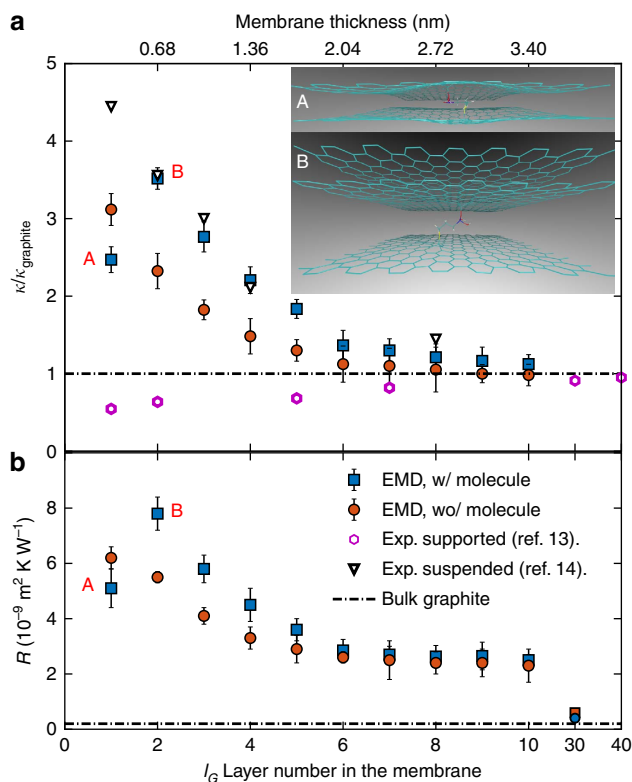 a
Membrane thickness (nm)
0.68 1.36 2.04 2.72 3.40
5
4
3
2
1
0
κ/κgraphite
A
B
A
B
b
8
6
4
2
0
R (10⁻⁹ m² K W⁻¹)
A
B
EMD, w/ molecule
EMD, wo/ molecule
Exp. supported (ref. 13).
Exp. suspended (ref. 14).
Bulk graphite
0 2 4 6 8 10 30 40
lG Layer number in the membrane